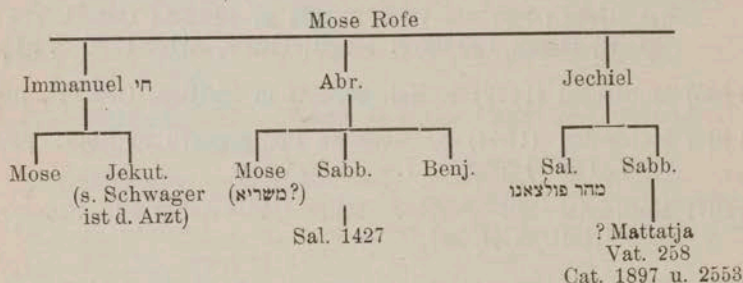 Mose Rofe
Immanuel חי Abr. Jechiel
Mose Jekut. Mose Sabb. Benj. Sal. Sabb.
(s. Schwager (משריא?) מהר פולצאנו
ist d. Arzt)
Sal. 1427 ? Mattatja
Vat. 258
Cat. 1897 u. 2553